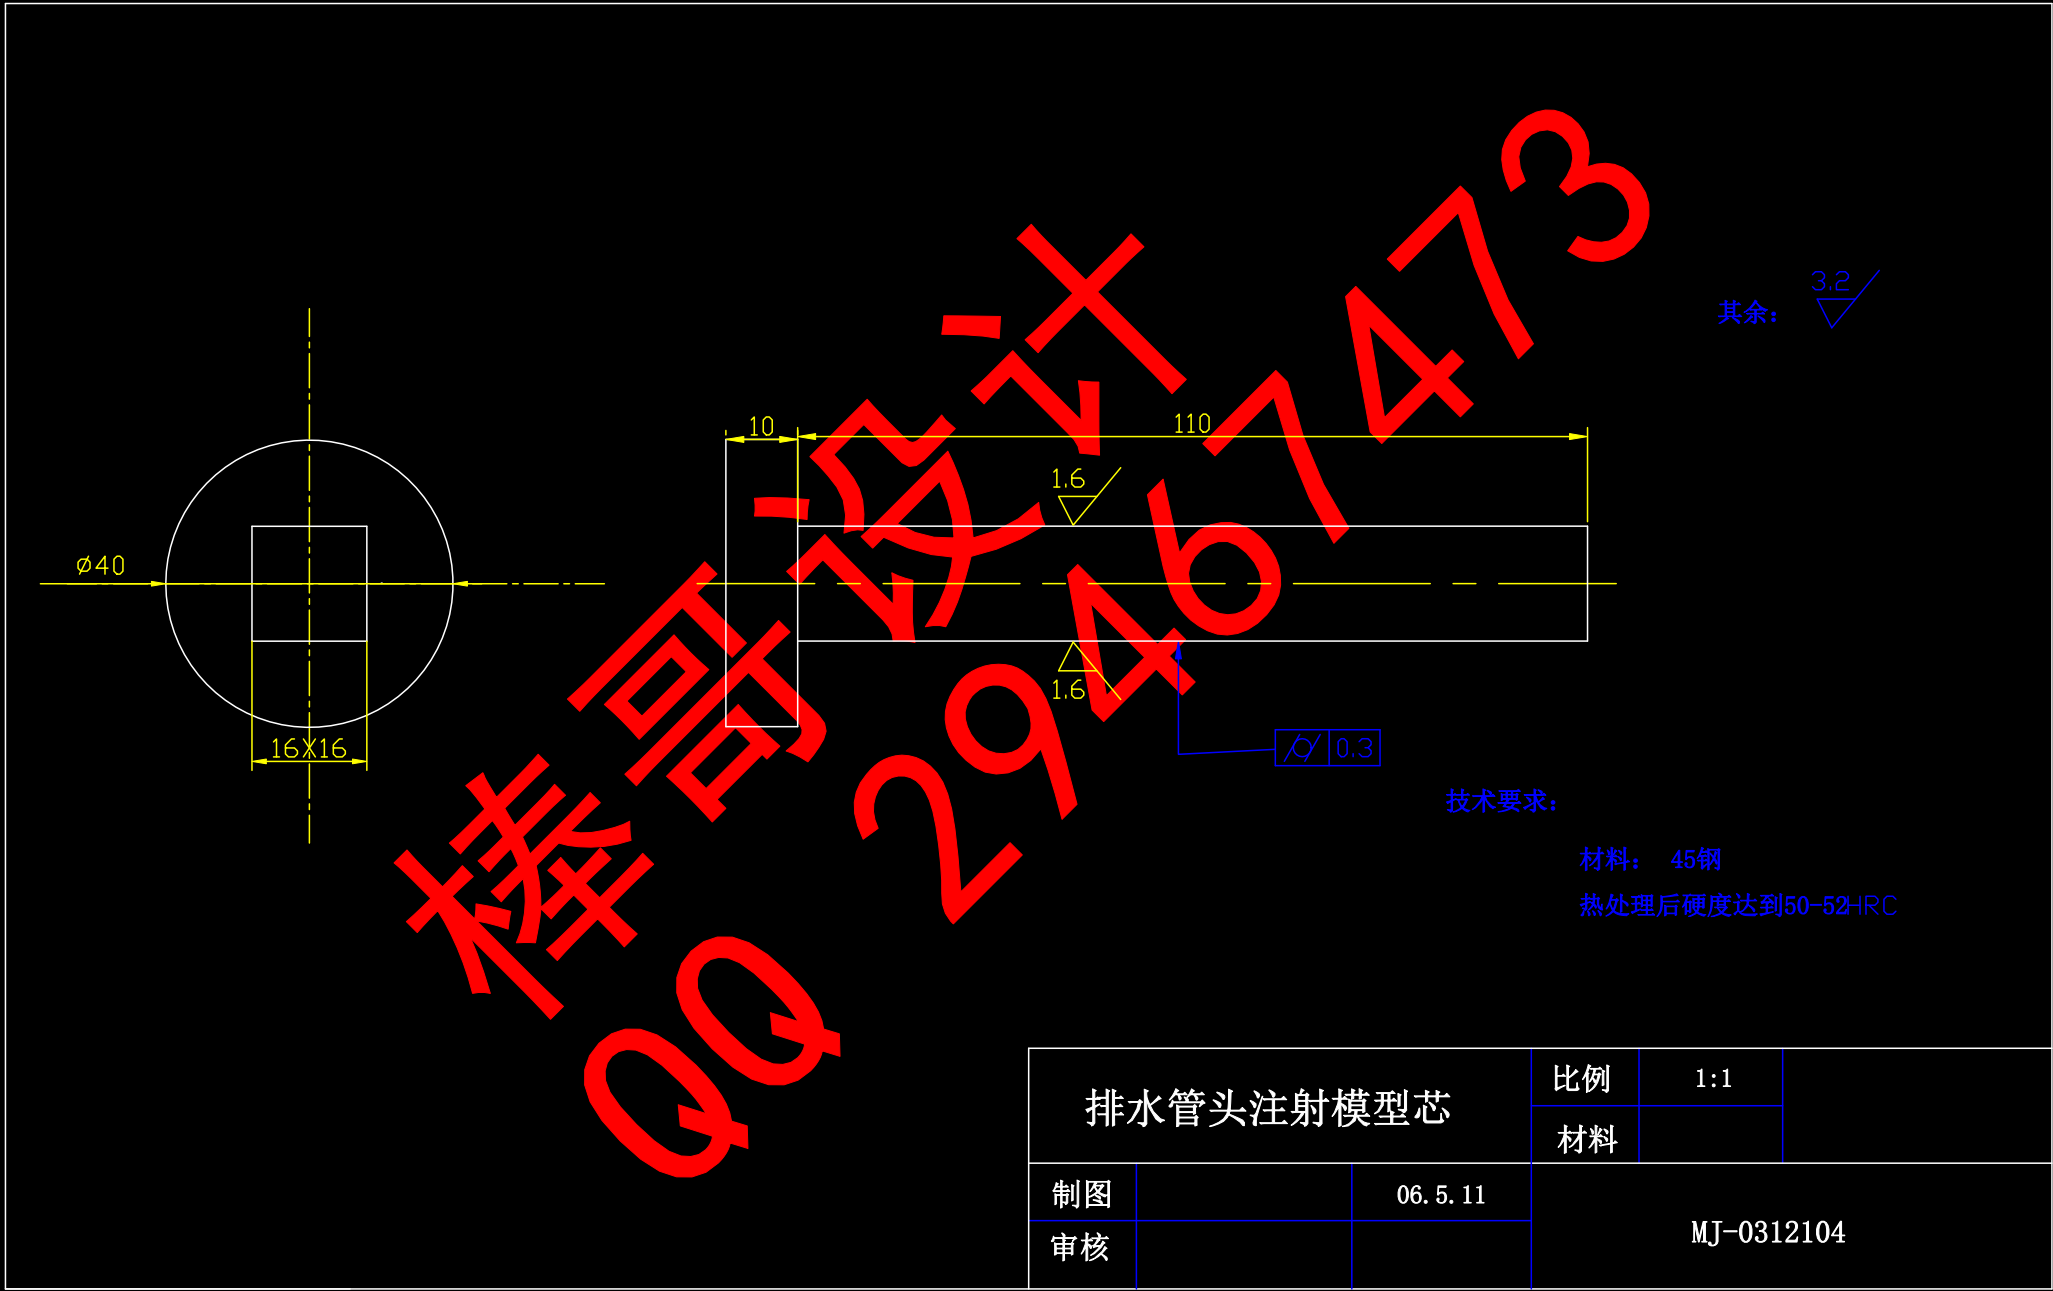 棒哥设计
QQ 29467473
其余： 3.2
10
110
1.6
ø40
1.6
16X16
0.3
技术要求：
材料： 45钢
热处理后硬度达到50-52HRC
排水管头注射模型芯
比例 1:1
材料
制图 06.5.11
审核
MJ-0312104